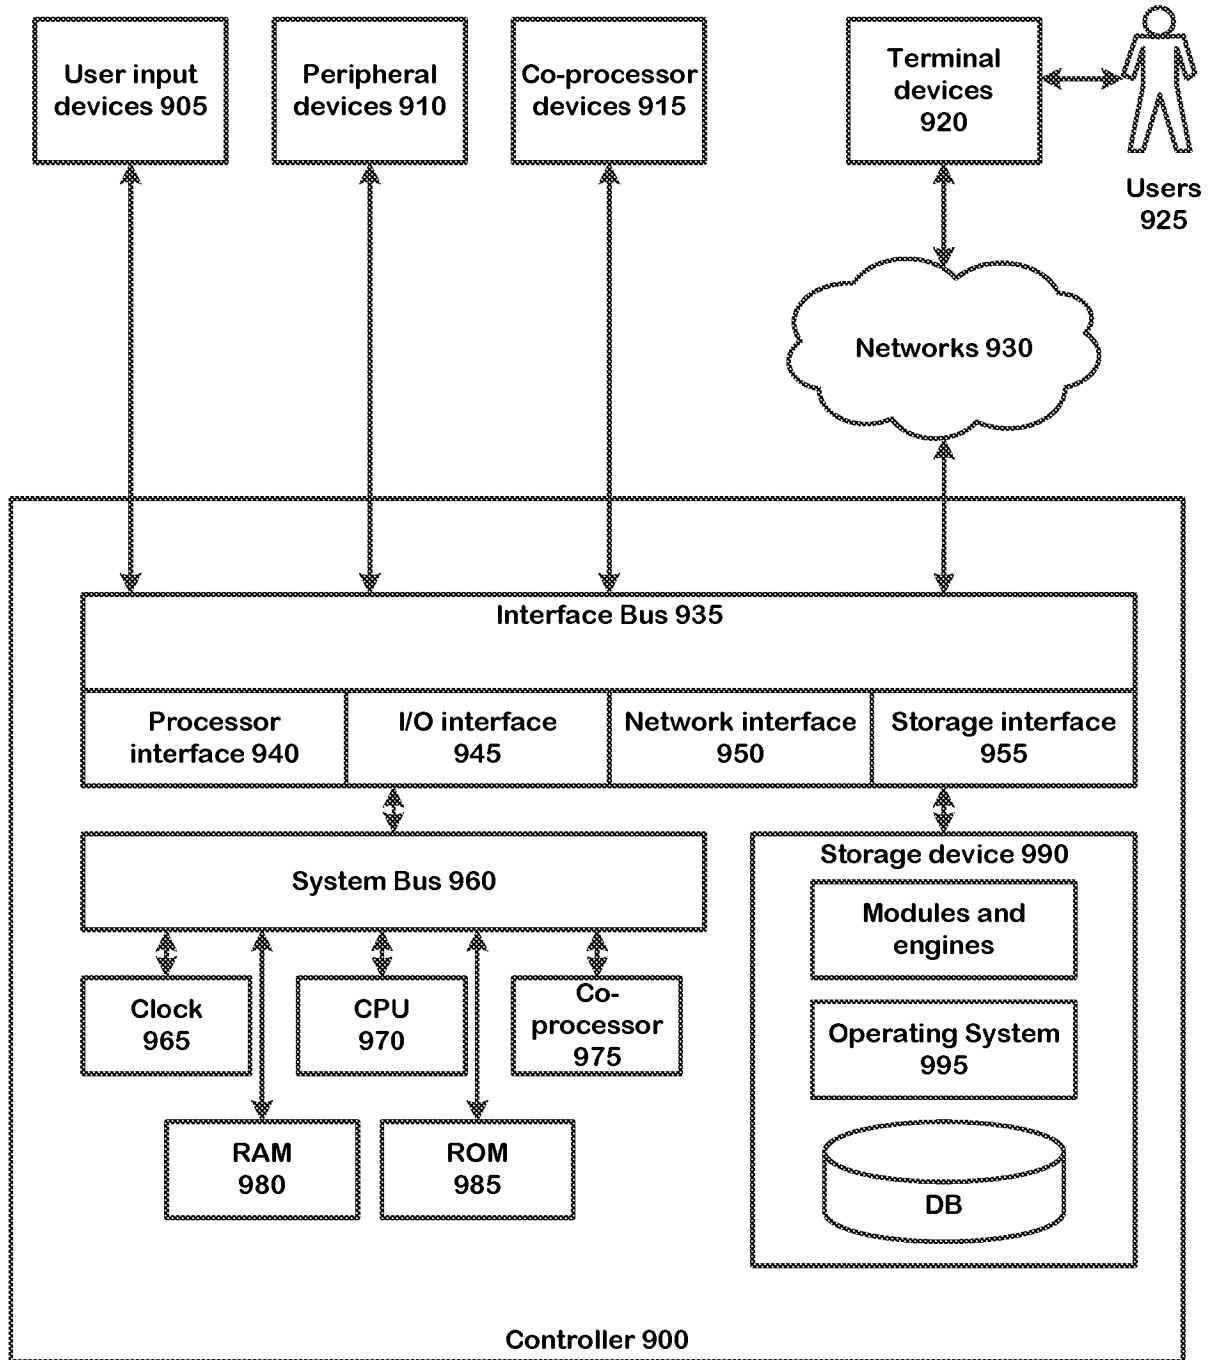 User input
devices 905
Peripheral
devices 910
Co-processor
devices 915
Terminal
devices
920
Users
925
Networks 930
Interface Bus 935
Processor
interface 940
I/O interface
945
Network interface
950
Storage interface
955
System Bus 960
Storage device 990
Modules and
engines
Clock
965
CPU
970
Co-
processor
975
Operating System
995
RAM
980
ROM
985
DB
Controller 900